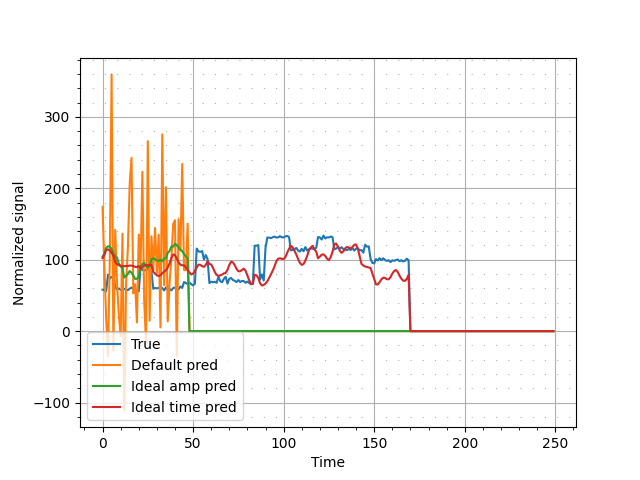 Normalized signal
300
200
100
0
−100
True
Default pred
Ideal amp pred
Ideal time pred
0
50
100
150
200
250
Time